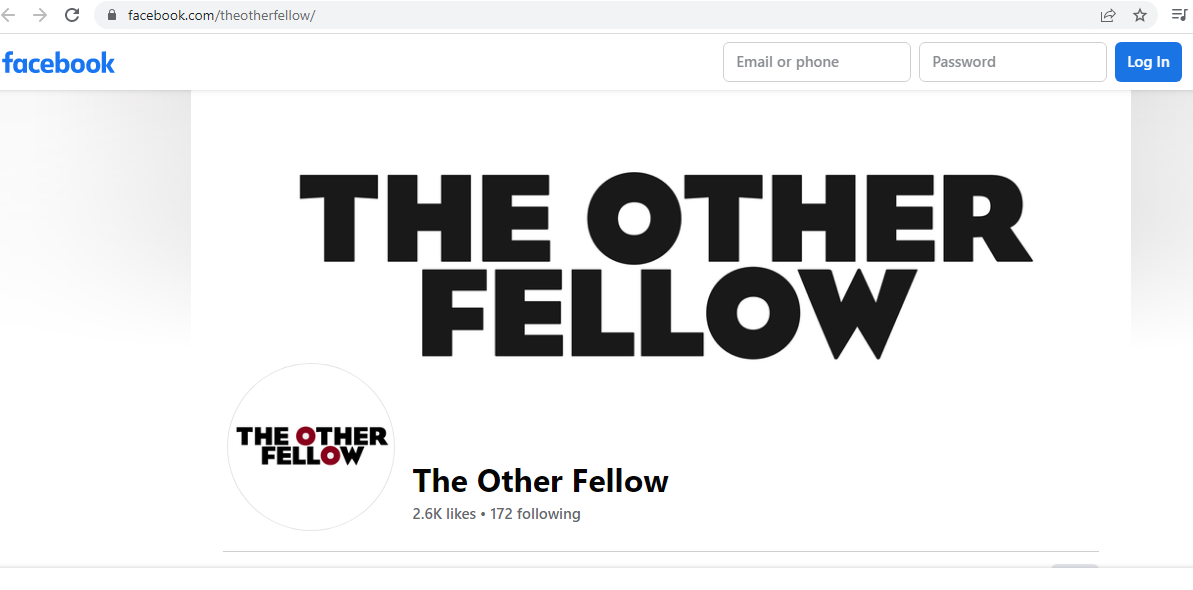 facebook.com/theotherfellow/
facebook
Email or phone
Password
Log In
THE OTHER
FELLOW
THE OTHER
FELLOW
The Other Fellow
2.6K likes • 172 following